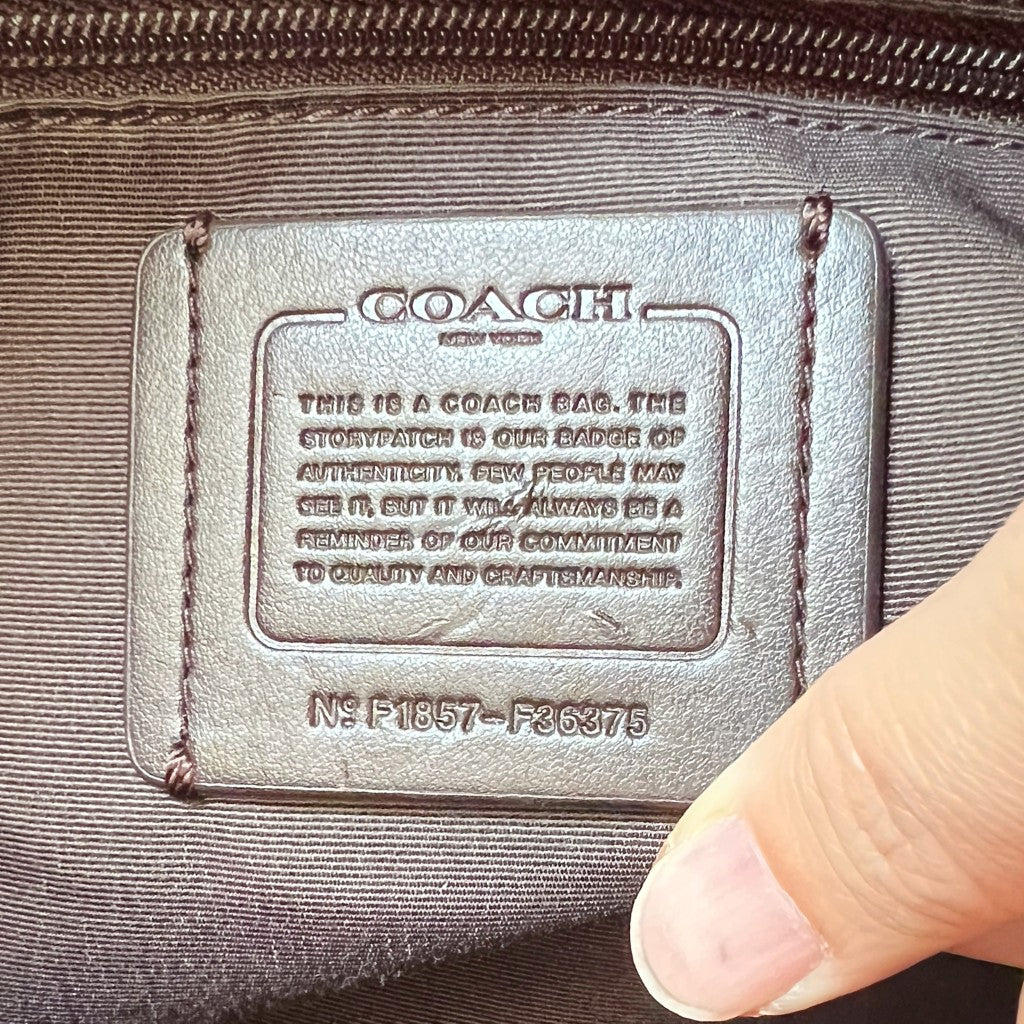 COACH
NEW YORK
THIS IS A COACH BAG. THE
STORYPATCH IS OUR BADGE OF
AUTHENTICITY. FEW PEOPLE MAY
SEE IT, BUT IT WILL ALWAYS BE A
REMINDER OF OUR COMMITMENT
TO QUALITY AND CRAFTSMANSHIP.
Nº F1857-F36375